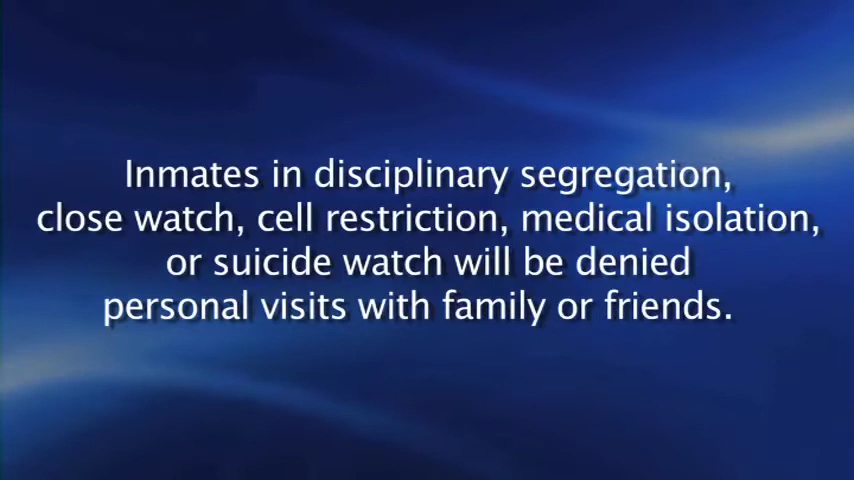 Inmates in disciplinary segregation,
close watch, cell restriction, medical isolation,
or suicide watch will be denied
personal visits with family or friends.